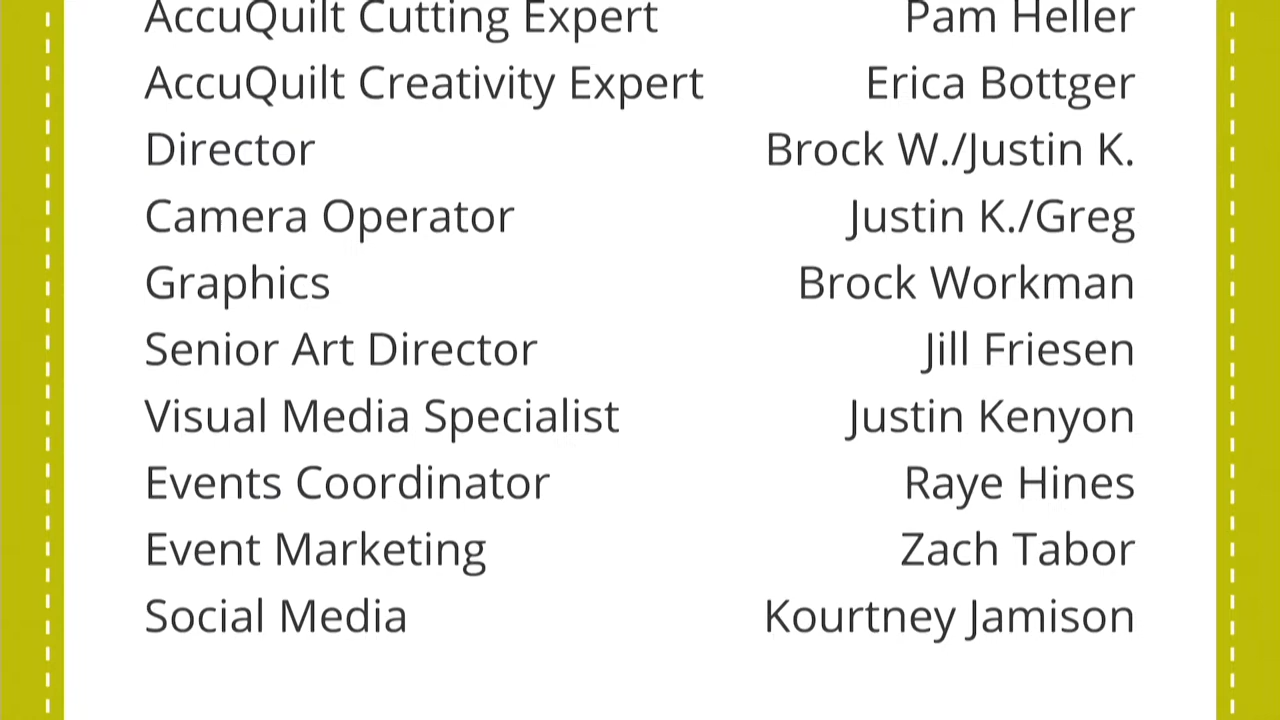 AccuQuilt Cutting Expert Pam Heller
AccuQuilt Creativity Expert Erica Bottger
Director Brock W./Justin K.
Camera Operator Justin K./Greg
Graphics Brock Workman
Senior Art Director Jill Friesen
Visual Media Specialist Justin Kenyon
Events Coordinator Raye Hines
Event Marketing Zach Tabor
Social Media Kourtney Jamison